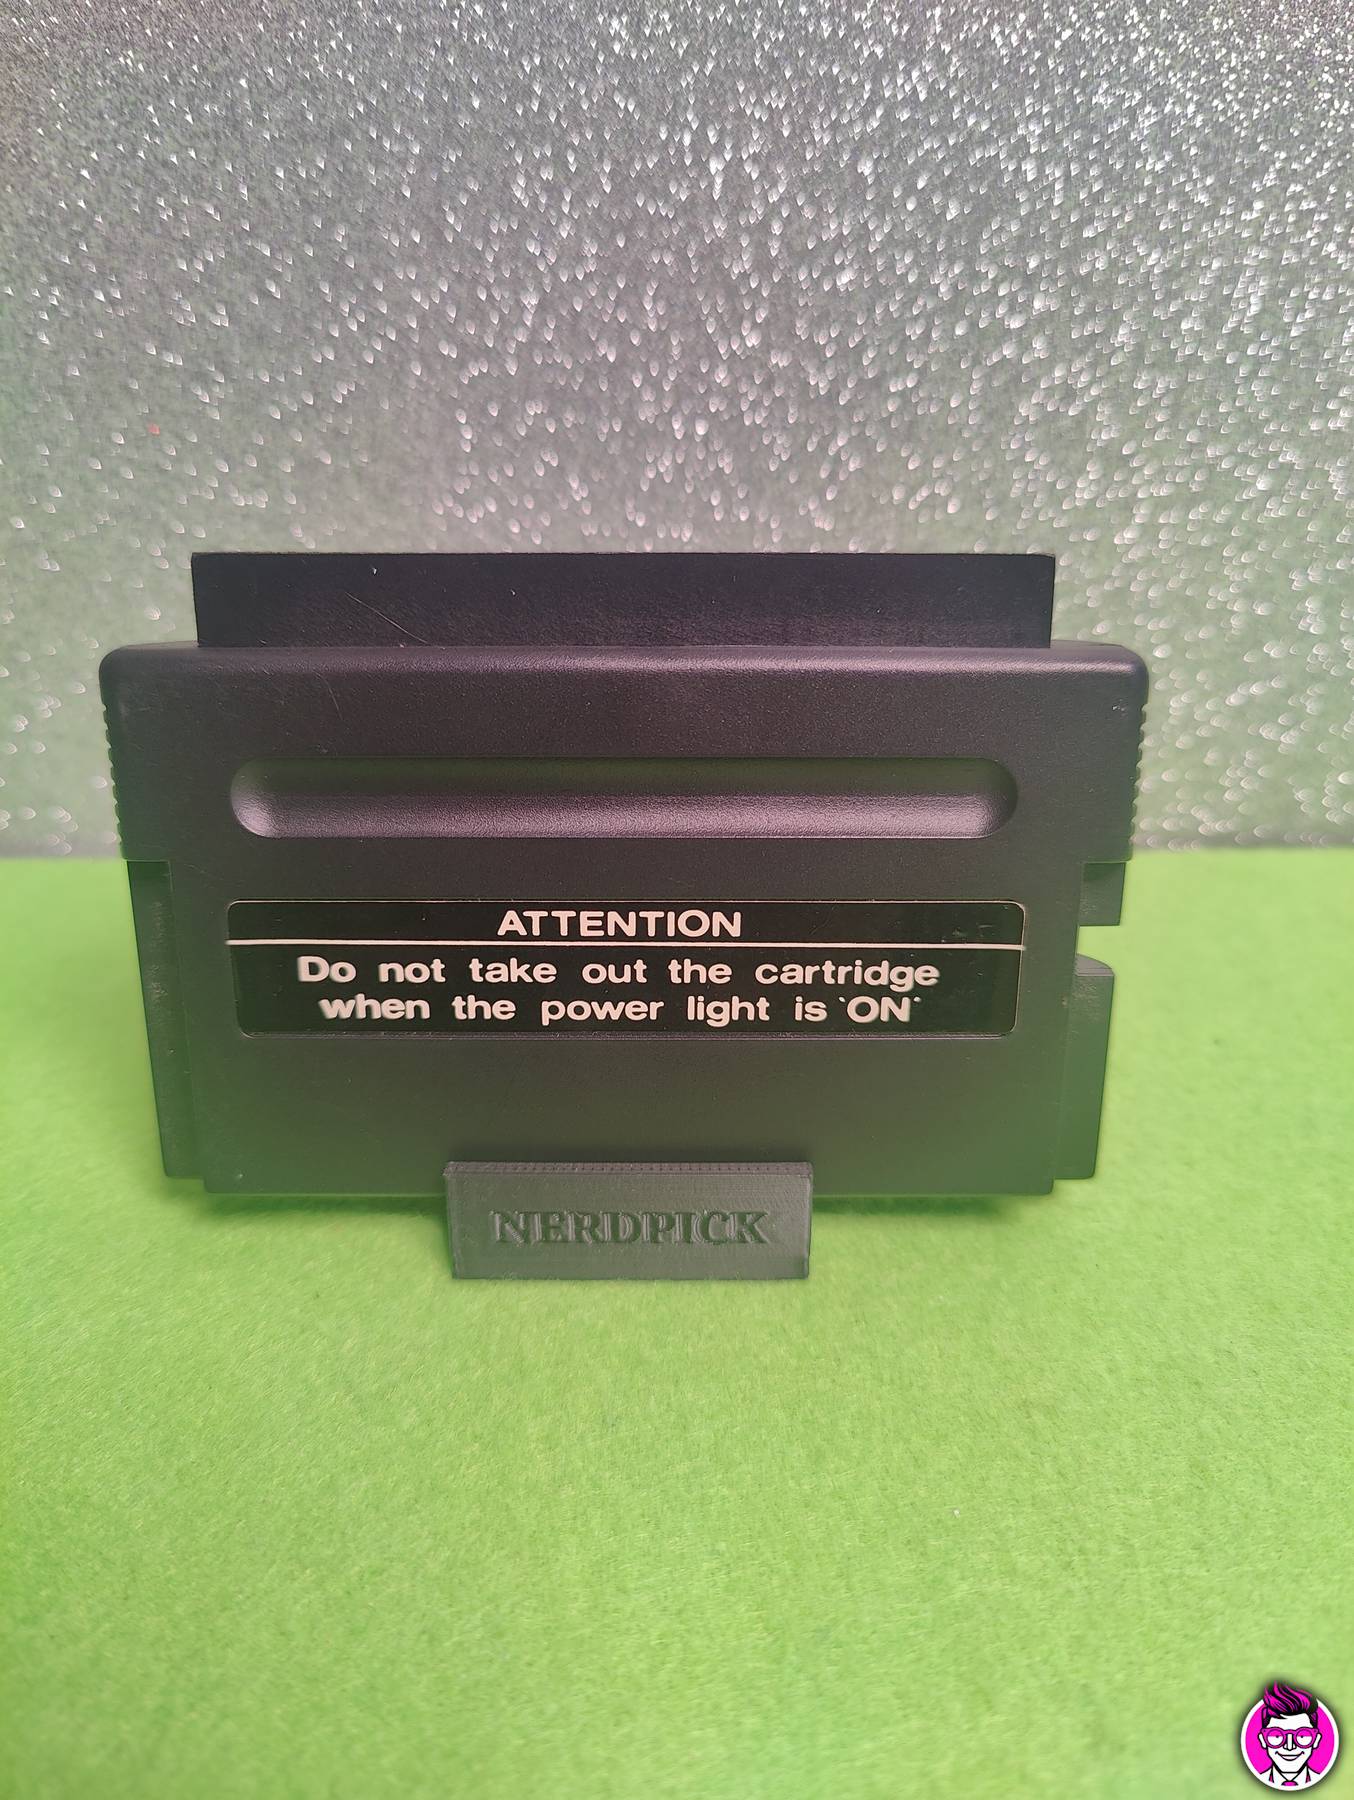 ATTENTION
Do not take out the cartridge
when the power light is 'ON'
NERDPICK